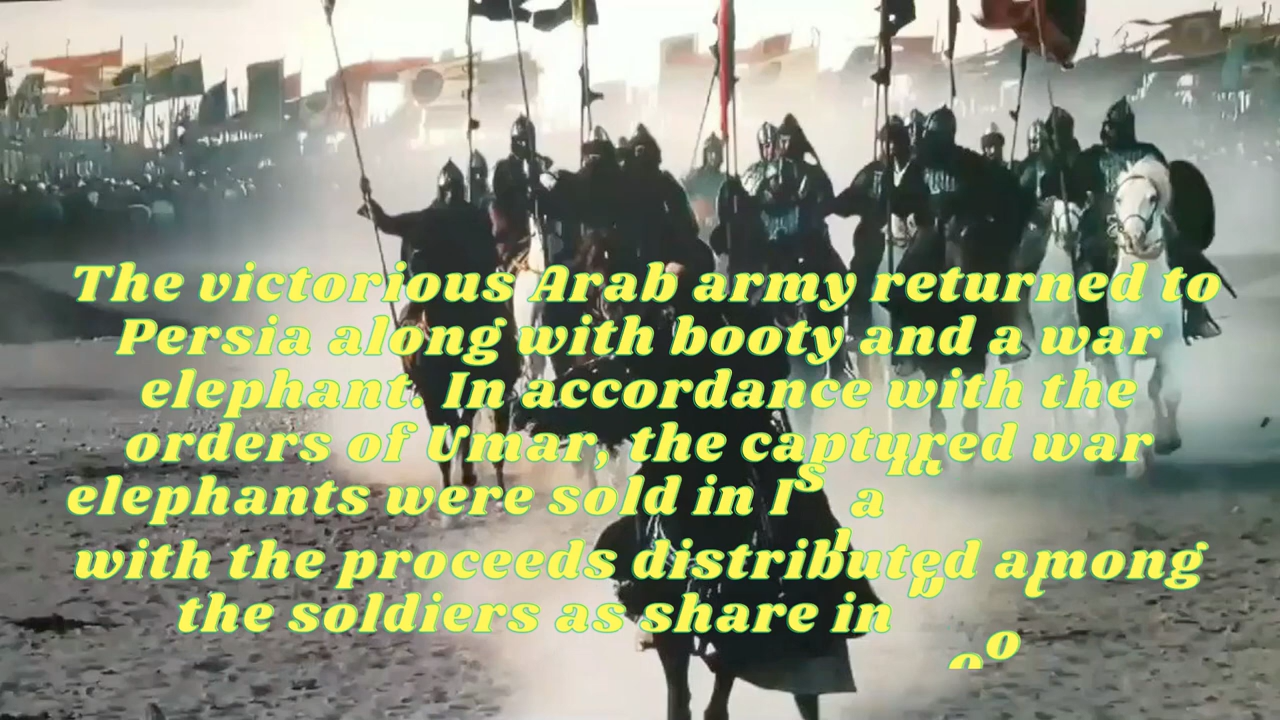 The victorious Arab army returned to
Persia along with booty and a war
elephant. In accordance with the
orders of Umar, the captured war
elephants were sold in
with the proceeds distributed among
the soldiers as share in